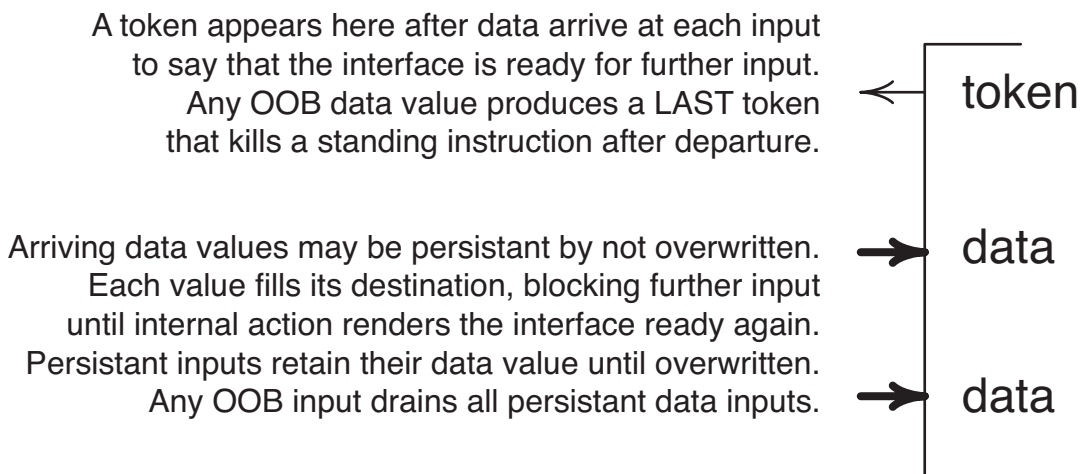 A token appears here after data arrive at each input
to say that the interface is ready for further input.
Any OOB data value produces a LAST token
that kills a standing instruction after departure.
token
Arriving data values may be persistant by not overwritten.
Each value fills its destination, blocking further input
until internal action renders the interface ready again.
Persistant inputs retain their data value until overwritten.
Any OOB input drains all persistant data inputs.
data
data